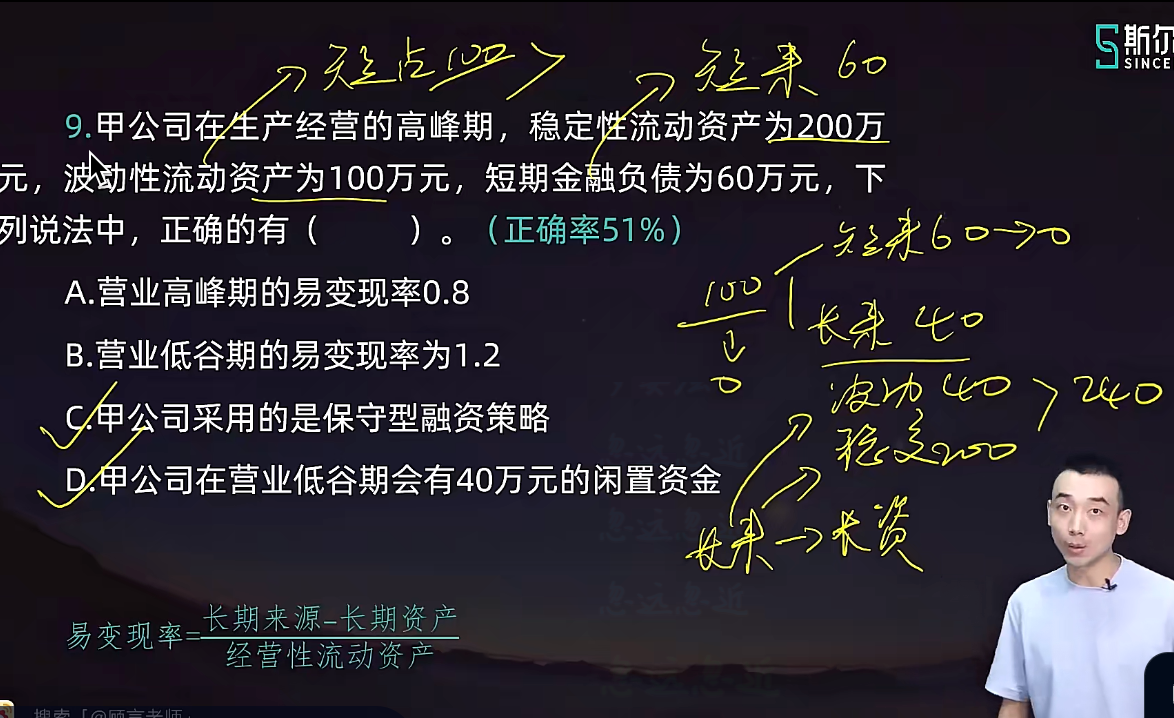 短占100
短来 60
斯尔
SINCE
9.甲公司在生产经营的高峰期，稳定性流动资产为200万
元，波动性流动资产为100万元，短期金融负债为60万元，下
列说法中，正确的有（    ）。（正确率51%）
短来60→0
A.营业高峰期的易变现率0.8
100
0
长来 40
B.营业低谷期的易变现率为1.2
波动 40
240
C.甲公司采用的是保守型融资策略
稳定200
D.甲公司在营业低谷期会有40万元的闲置资金
长来→长资
易变现率=长期来源-长期资产
经营性流动资产
搜索「@顾言老师」